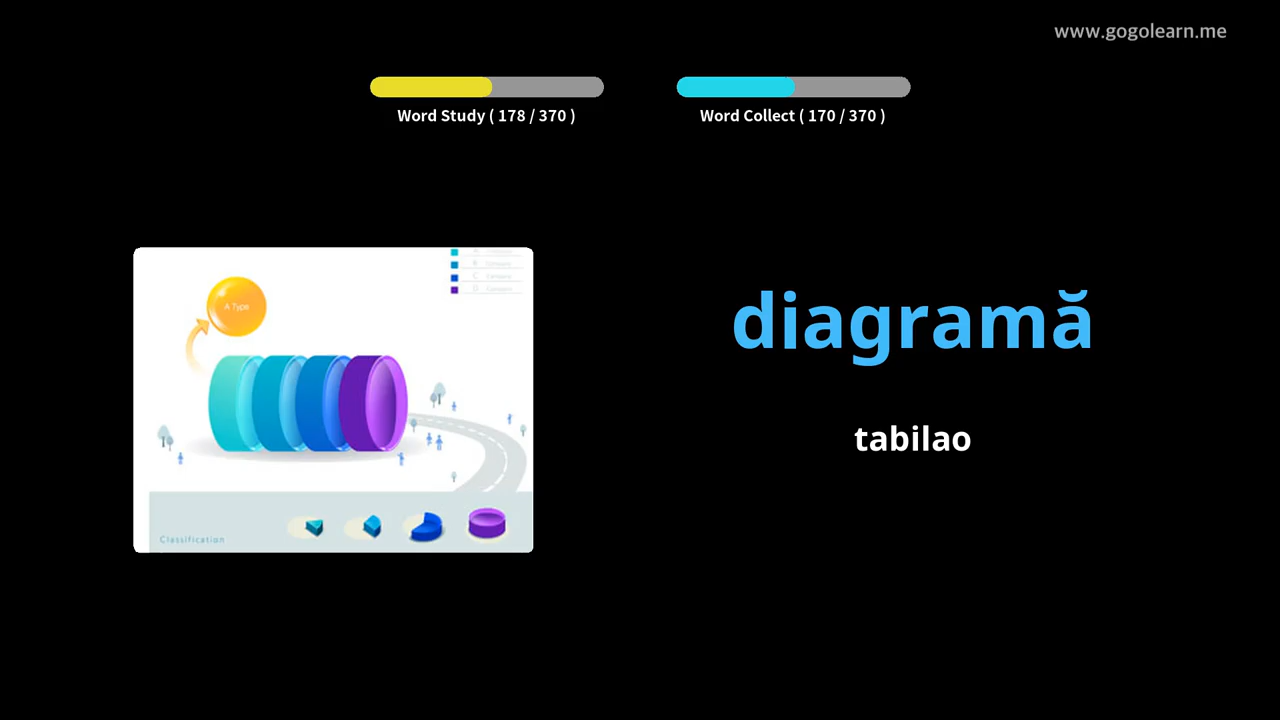 www.gogolearn.me
Word Study ( 178 / 370 )
Word Collect ( 170 / 370 )
A Type
B
C
D
diagramă
tabilao
Classification